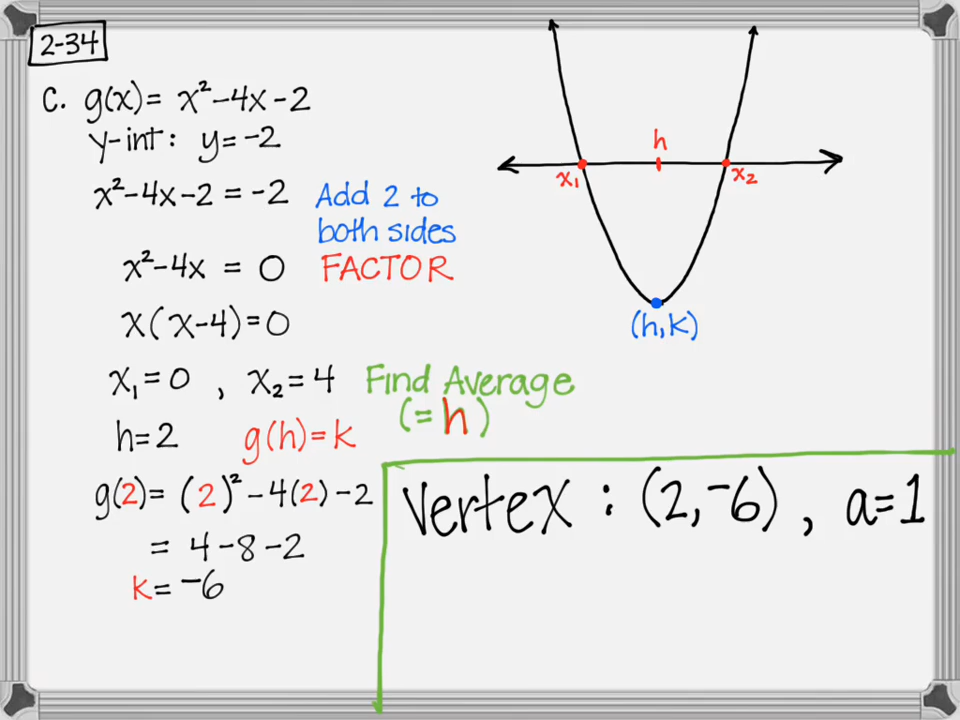 2-34
c. g(x)= x²-4x-2
y-int: y=⁻2
x²-4x-2 = -2
Add 2 to
both sides
x²-4x = 0
FACTOR
x(x-4)=0
x₁=0 , x₂=4
Find Average
(=h)
h=2
g(h)=k
g(2)= (2)²-4(2)-2
= 4-8-2
k= ⁻6
h
x₁
x₂
(h,k)
Vertex : (2,⁻6) , a=1